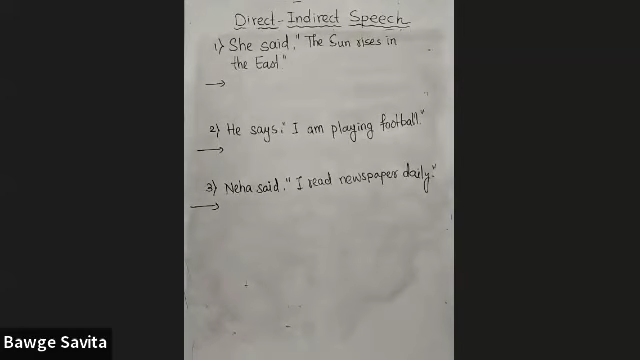 Direct-Indirect Speech
1) She said, "The Sun rises in
the East"
→
2) He says, "I am playing football."
→
3) Neha said, "I read newspaper daily."
→
Bawge Savita